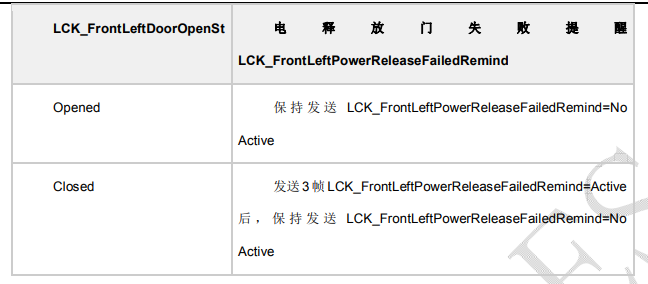 LCK_FrontLeftDoorOpenSt
电释放门失败提醒
LCK_FrontLeftPowerReleaseFailedRemind
Opened
保持发送 LCK_FrontLeftPowerReleaseFailedRemind=No
Active
Closed
发送 3 帧 LCK_FrontLeftPowerReleaseFailedRemind=Active
后，保持发送 LCK_FrontLeftPowerReleaseFailedRemind=No
Active